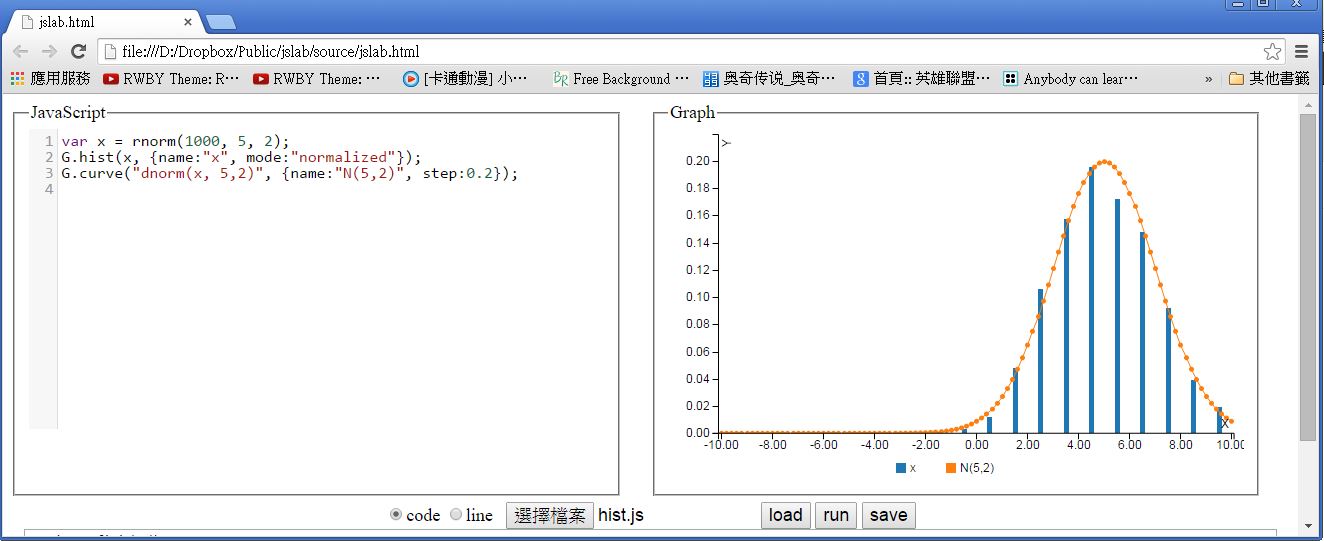 jslab.html
file:///D:/Dropbox/Public/jslab/source/jslab.html
應用服務 RWBY Theme: R… RWBY Theme: … [卡通動漫] 小… Free Background … 奥奇传说_奥奇… 首頁:: 英雄聯盟… Anybody can lear… » 其他書籤
JavaScript
1 var x = rnorm(1000, 5, 2);
2 G.hist(x, {name:"x", mode:"normalized"});
3 G.curve("dnorm(x, 5,2)", {name:"N(5,2)", step:0.2});
4
Graph
Y
0.20
0.18
0.16
0.14
0.12
0.10
0.08
0.06
0.04
0.02
0.00
X
-10.00 -8.00 -6.00 -4.00 -2.00 0.00 2.00 4.00 6.00 8.00 10.00
x N(5,2)
code line 選擇檔案 hist.js load run save